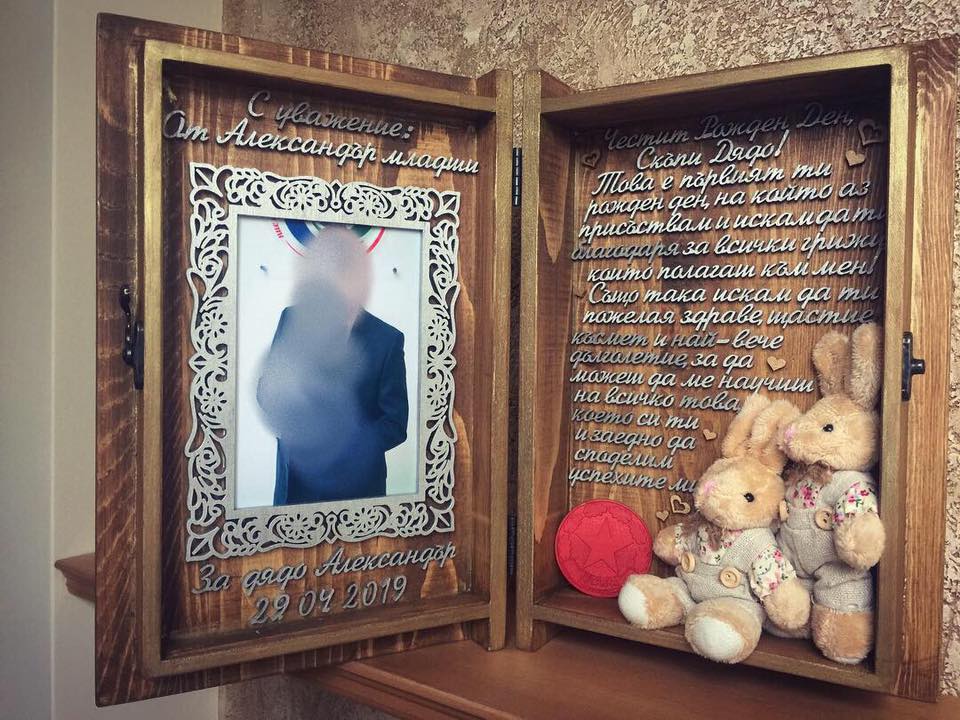 С уважение:
От Александър младши
За дядо Александър
29 04 2019
Честит Рожден Ден,
Скъпи Дядо!
Това е първият ти
рожден ден, на който аз
присъствам и искам да ти
благодаря за всички грижи,
които полагаш към мен!
Също така искам да ти
пожелая здраве, щастие,
късмет и най-вече
дълголетие, за да
можеш да ме научиш
на всичко това,
което си ти
и заедно да
споделим
успехите ми